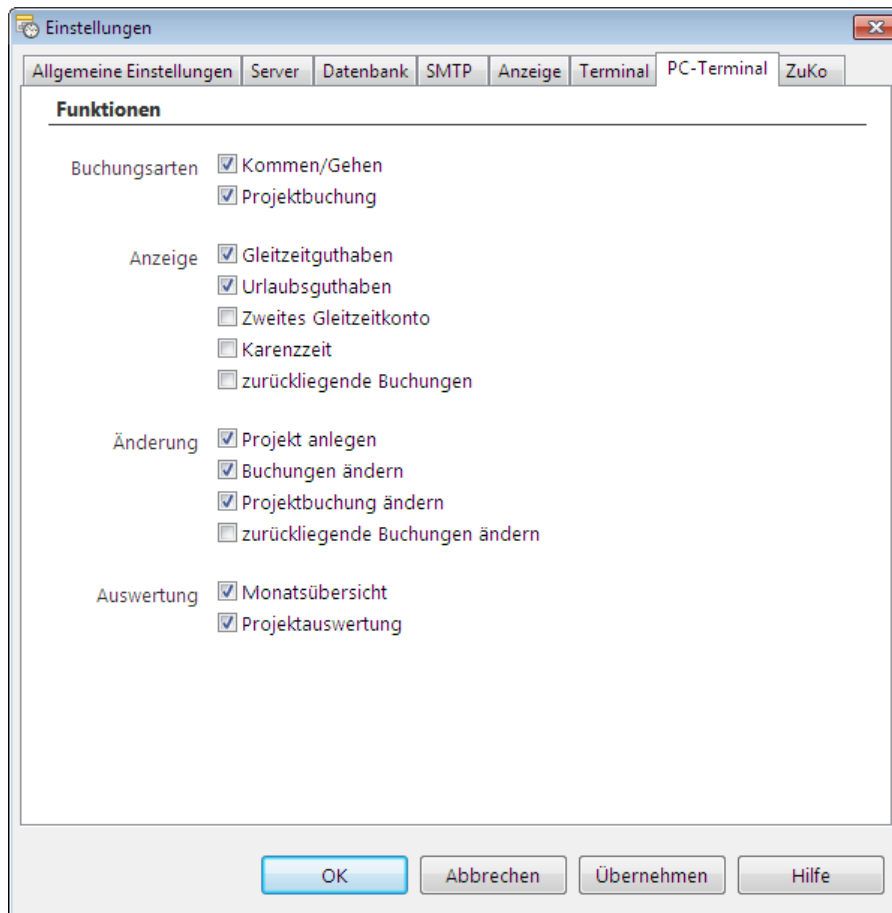 Einstellungen
Allgemeine Einstellungen Server Datenbank SMTP Anzeige Terminal PC-Terminal ZuKo
Funktionen
Buchungsarten Kommen/Gehen
Projektbuchung
Anzeige Gleitzeitguthaben
Urlaubsguthaben
Zweites Gleitzeitkonto
Karenzzeit
zurückliegende Buchungen
Änderung Projekt anlegen
Buchungen ändern
Projektbuchung ändern
zurückliegende Buchungen ändern
Auswertung Monatsübersicht
Projektauswertung
OK Abbrechen Übernehmen Hilfe